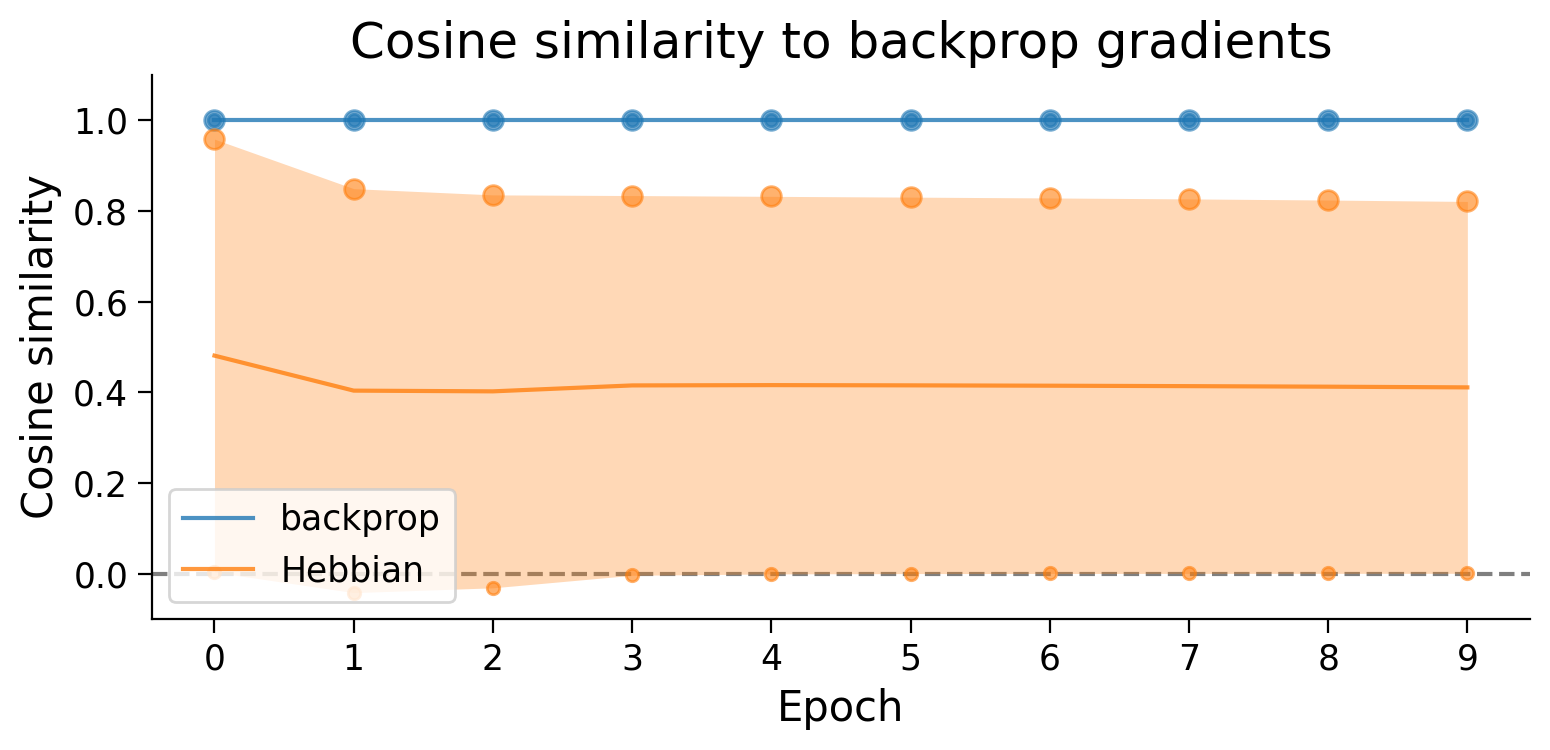 Cosine similarity to backprop gradients
Cosine similarity
1.0
0.8
0.6
0.4
0.2
0.0
backprop
Hebbian
0 1 2 3 4 5 6 7 8 9
Epoch